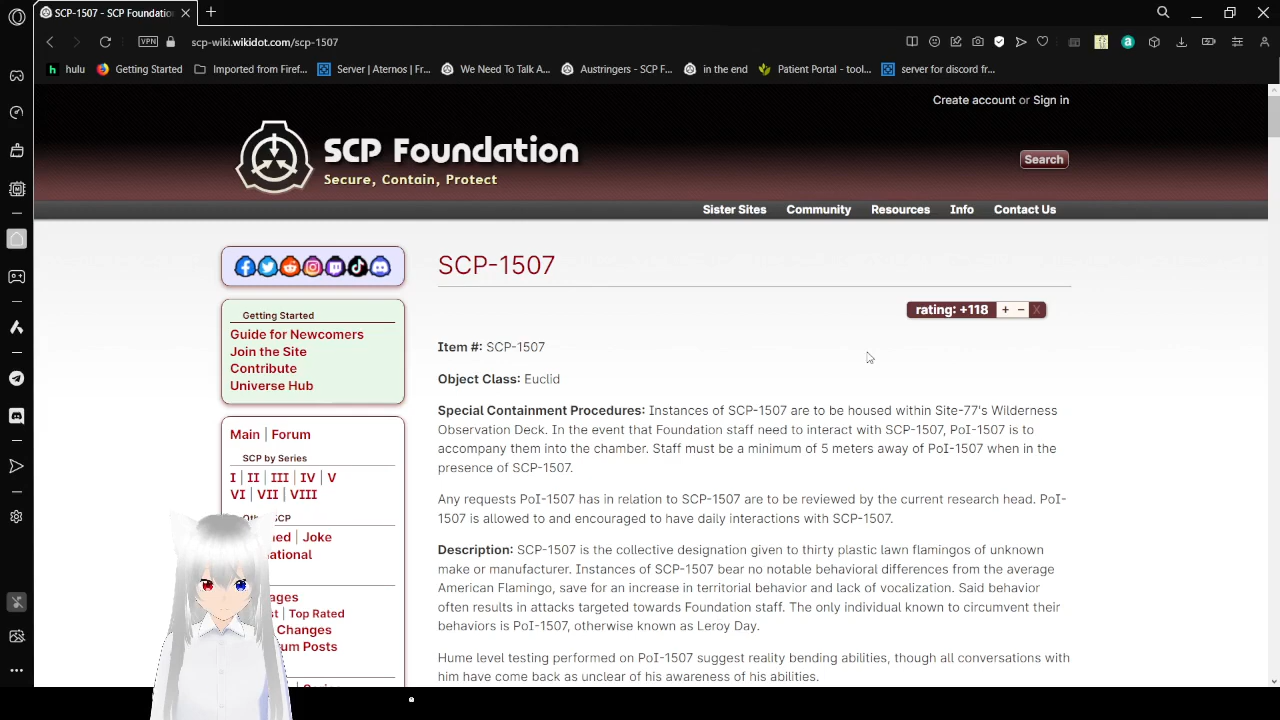 SCP-1507 - SCP Foundatio
VPN
scp-wiki.wikidot.com/scp-1507
hulu
Getting Started
Imported from Firef...
Server | Aternos | Fr...
We Need To Talk A...
Austringers - SCP F...
in the end
Patient Portal - tool...
server for discord fr...
Create account or Sign in
SCP Foundation
Secure, Contain, Protect
Search
Sister Sites
Community
Resources
Info
Contact Us
Getting Started
Guide for Newcomers
Join the Site
Contribute
Universe Hub
Main | Forum
SCP by Series
I | II | III | IV | V
VI | VII | VIII
SCP
ned | Joke
national
ages
st | Top Rated
Changes
um Posts
SCP-1507
rating: +118 + – X
Item #: SCP-1507
Object Class: Euclid
Special Containment Procedures: Instances of SCP-1507 are to be housed within Site-77's Wilderness
Observation Deck. In the event that Foundation staff need to interact with SCP-1507, PoI-1507 is to
accompany them into the chamber. Staff must be a minimum of 5 meters away of PoI-1507 when in the
presence of SCP-1507.
Any requests PoI-1507 has in relation to SCP-1507 are to be reviewed by the current research head. PoI-
1507 is allowed to and encouraged to have daily interactions with SCP-1507.
Description: SCP-1507 is the collective designation given to thirty plastic lawn flamingos of unknown
make or manufacturer. Instances of SCP-1507 bear no notable behavioral differences from the average
American Flamingo, save for an increase in territorial behavior and lack of vocalization. Said behavior
often results in attacks targeted towards Foundation staff. The only individual known to circumvent their
behaviors is PoI-1507, otherwise known as Leroy Day.
Hume level testing performed on PoI-1507 suggest reality bending abilities, though all conversations with
him have come back as unclear of his awareness of his abilities.